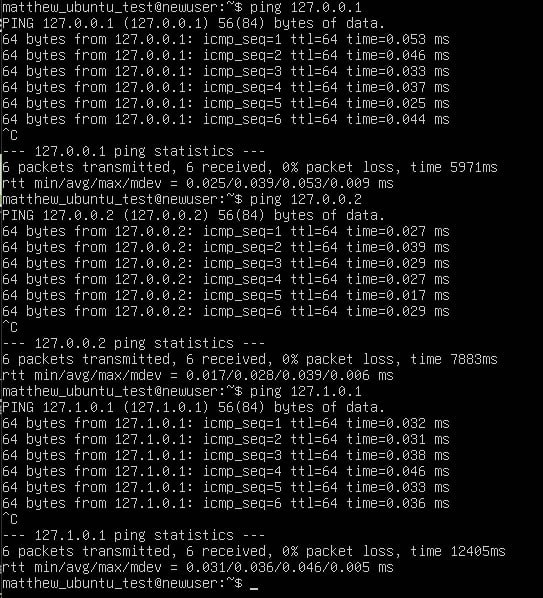 matthew_ubuntu_test@newuser:~$ ping 127.0.0.1
PING 127.0.0.1 (127.0.0.1) 56(84) bytes of data.
64 bytes from 127.0.0.1: icmp_seq=1 ttl=64 time=0.053 ms
64 bytes from 127.0.0.1: icmp_seq=2 ttl=64 time=0.046 ms
64 bytes from 127.0.0.1: icmp_seq=3 ttl=64 time=0.033 ms
64 bytes from 127.0.0.1: icmp_seq=4 ttl=64 time=0.037 ms
64 bytes from 127.0.0.1: icmp_seq=5 ttl=64 time=0.025 ms
64 bytes from 127.0.0.1: icmp_seq=6 ttl=64 time=0.044 ms
^C
--- 127.0.0.1 ping statistics ---
6 packets transmitted, 6 received, 0% packet loss, time 5971ms
rtt min/avg/max/mdev = 0.025/0.039/0.053/0.009 ms
matthew_ubuntu_test@newuser:~$ ping 127.0.0.2
PING 127.0.0.2 (127.0.0.2) 56(84) bytes of data.
64 bytes from 127.0.0.2: icmp_seq=1 ttl=64 time=0.027 ms
64 bytes from 127.0.0.2: icmp_seq=2 ttl=64 time=0.039 ms
64 bytes from 127.0.0.2: icmp_seq=3 ttl=64 time=0.029 ms
64 bytes from 127.0.0.2: icmp_seq=4 ttl=64 time=0.027 ms
64 bytes from 127.0.0.2: icmp_seq=5 ttl=64 time=0.017 ms
64 bytes from 127.0.0.2: icmp_seq=6 ttl=64 time=0.029 ms
^C
--- 127.0.0.2 ping statistics ---
6 packets transmitted, 6 received, 0% packet loss, time 7883ms
rtt min/avg/max/mdev = 0.017/0.028/0.039/0.006 ms
matthew_ubuntu_test@newuser:~$ ping 127.1.0.1
PING 127.1.0.1 (127.1.0.1) 56(84) bytes of data.
64 bytes from 127.1.0.1: icmp_seq=1 ttl=64 time=0.032 ms
64 bytes from 127.1.0.1: icmp_seq=2 ttl=64 time=0.031 ms
64 bytes from 127.1.0.1: icmp_seq=3 ttl=64 time=0.038 ms
64 bytes from 127.1.0.1: icmp_seq=4 ttl=64 time=0.046 ms
64 bytes from 127.1.0.1: icmp_seq=5 ttl=64 time=0.033 ms
64 bytes from 127.1.0.1: icmp_seq=6 ttl=64 time=0.036 ms
^C
--- 127.1.0.1 ping statistics ---
6 packets transmitted, 6 received, 0% packet loss, time 12405ms
rtt min/avg/max/mdev = 0.031/0.036/0.046/0.005 ms
matthew_ubuntu_test@newuser:~$ _